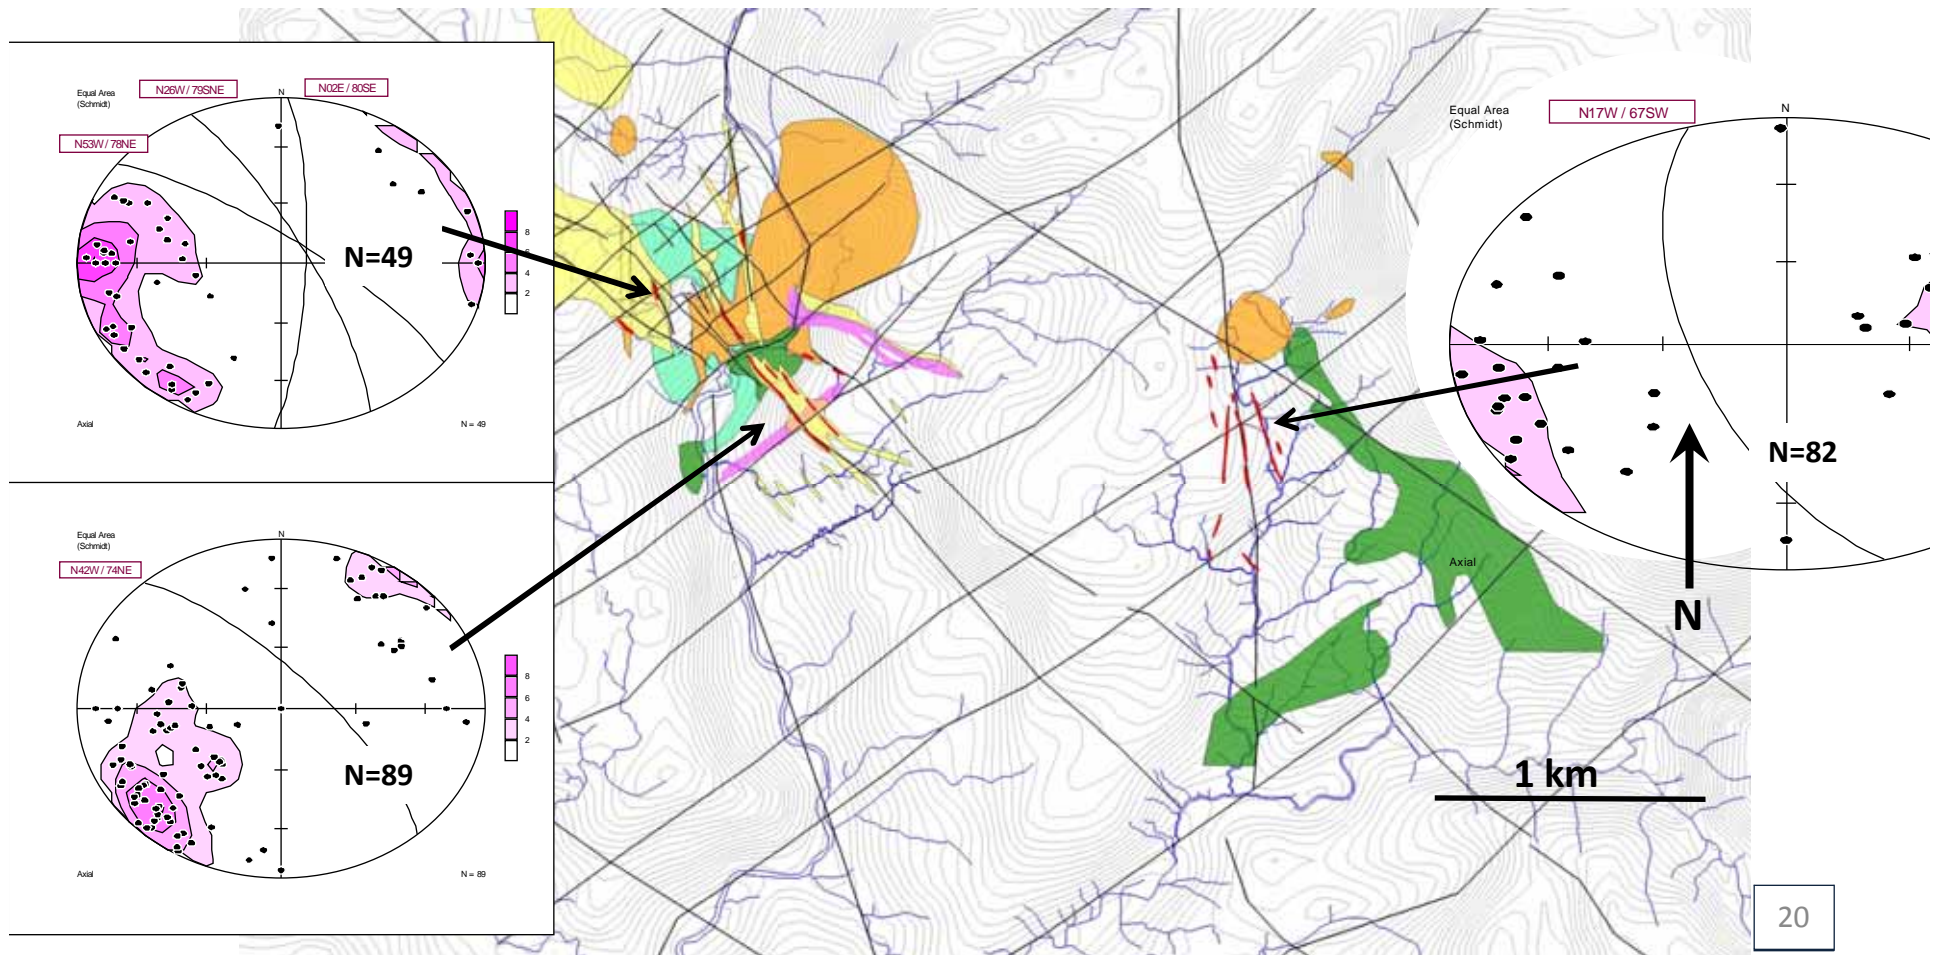 Equal Area
(Schmidt)
N26W / 79SNE
N
N02E / 80SE
N53W / 78NE
N=49
8
6
4
2
Axial
N = 49
Equal Area
(Schmidt)
N
N42W / 74NE
N=89
8
6
4
2
Axial
N = 89
Equal Area
(Schmidt)
N17W / 67SW
N
N=82
Axial
N
1 km
20